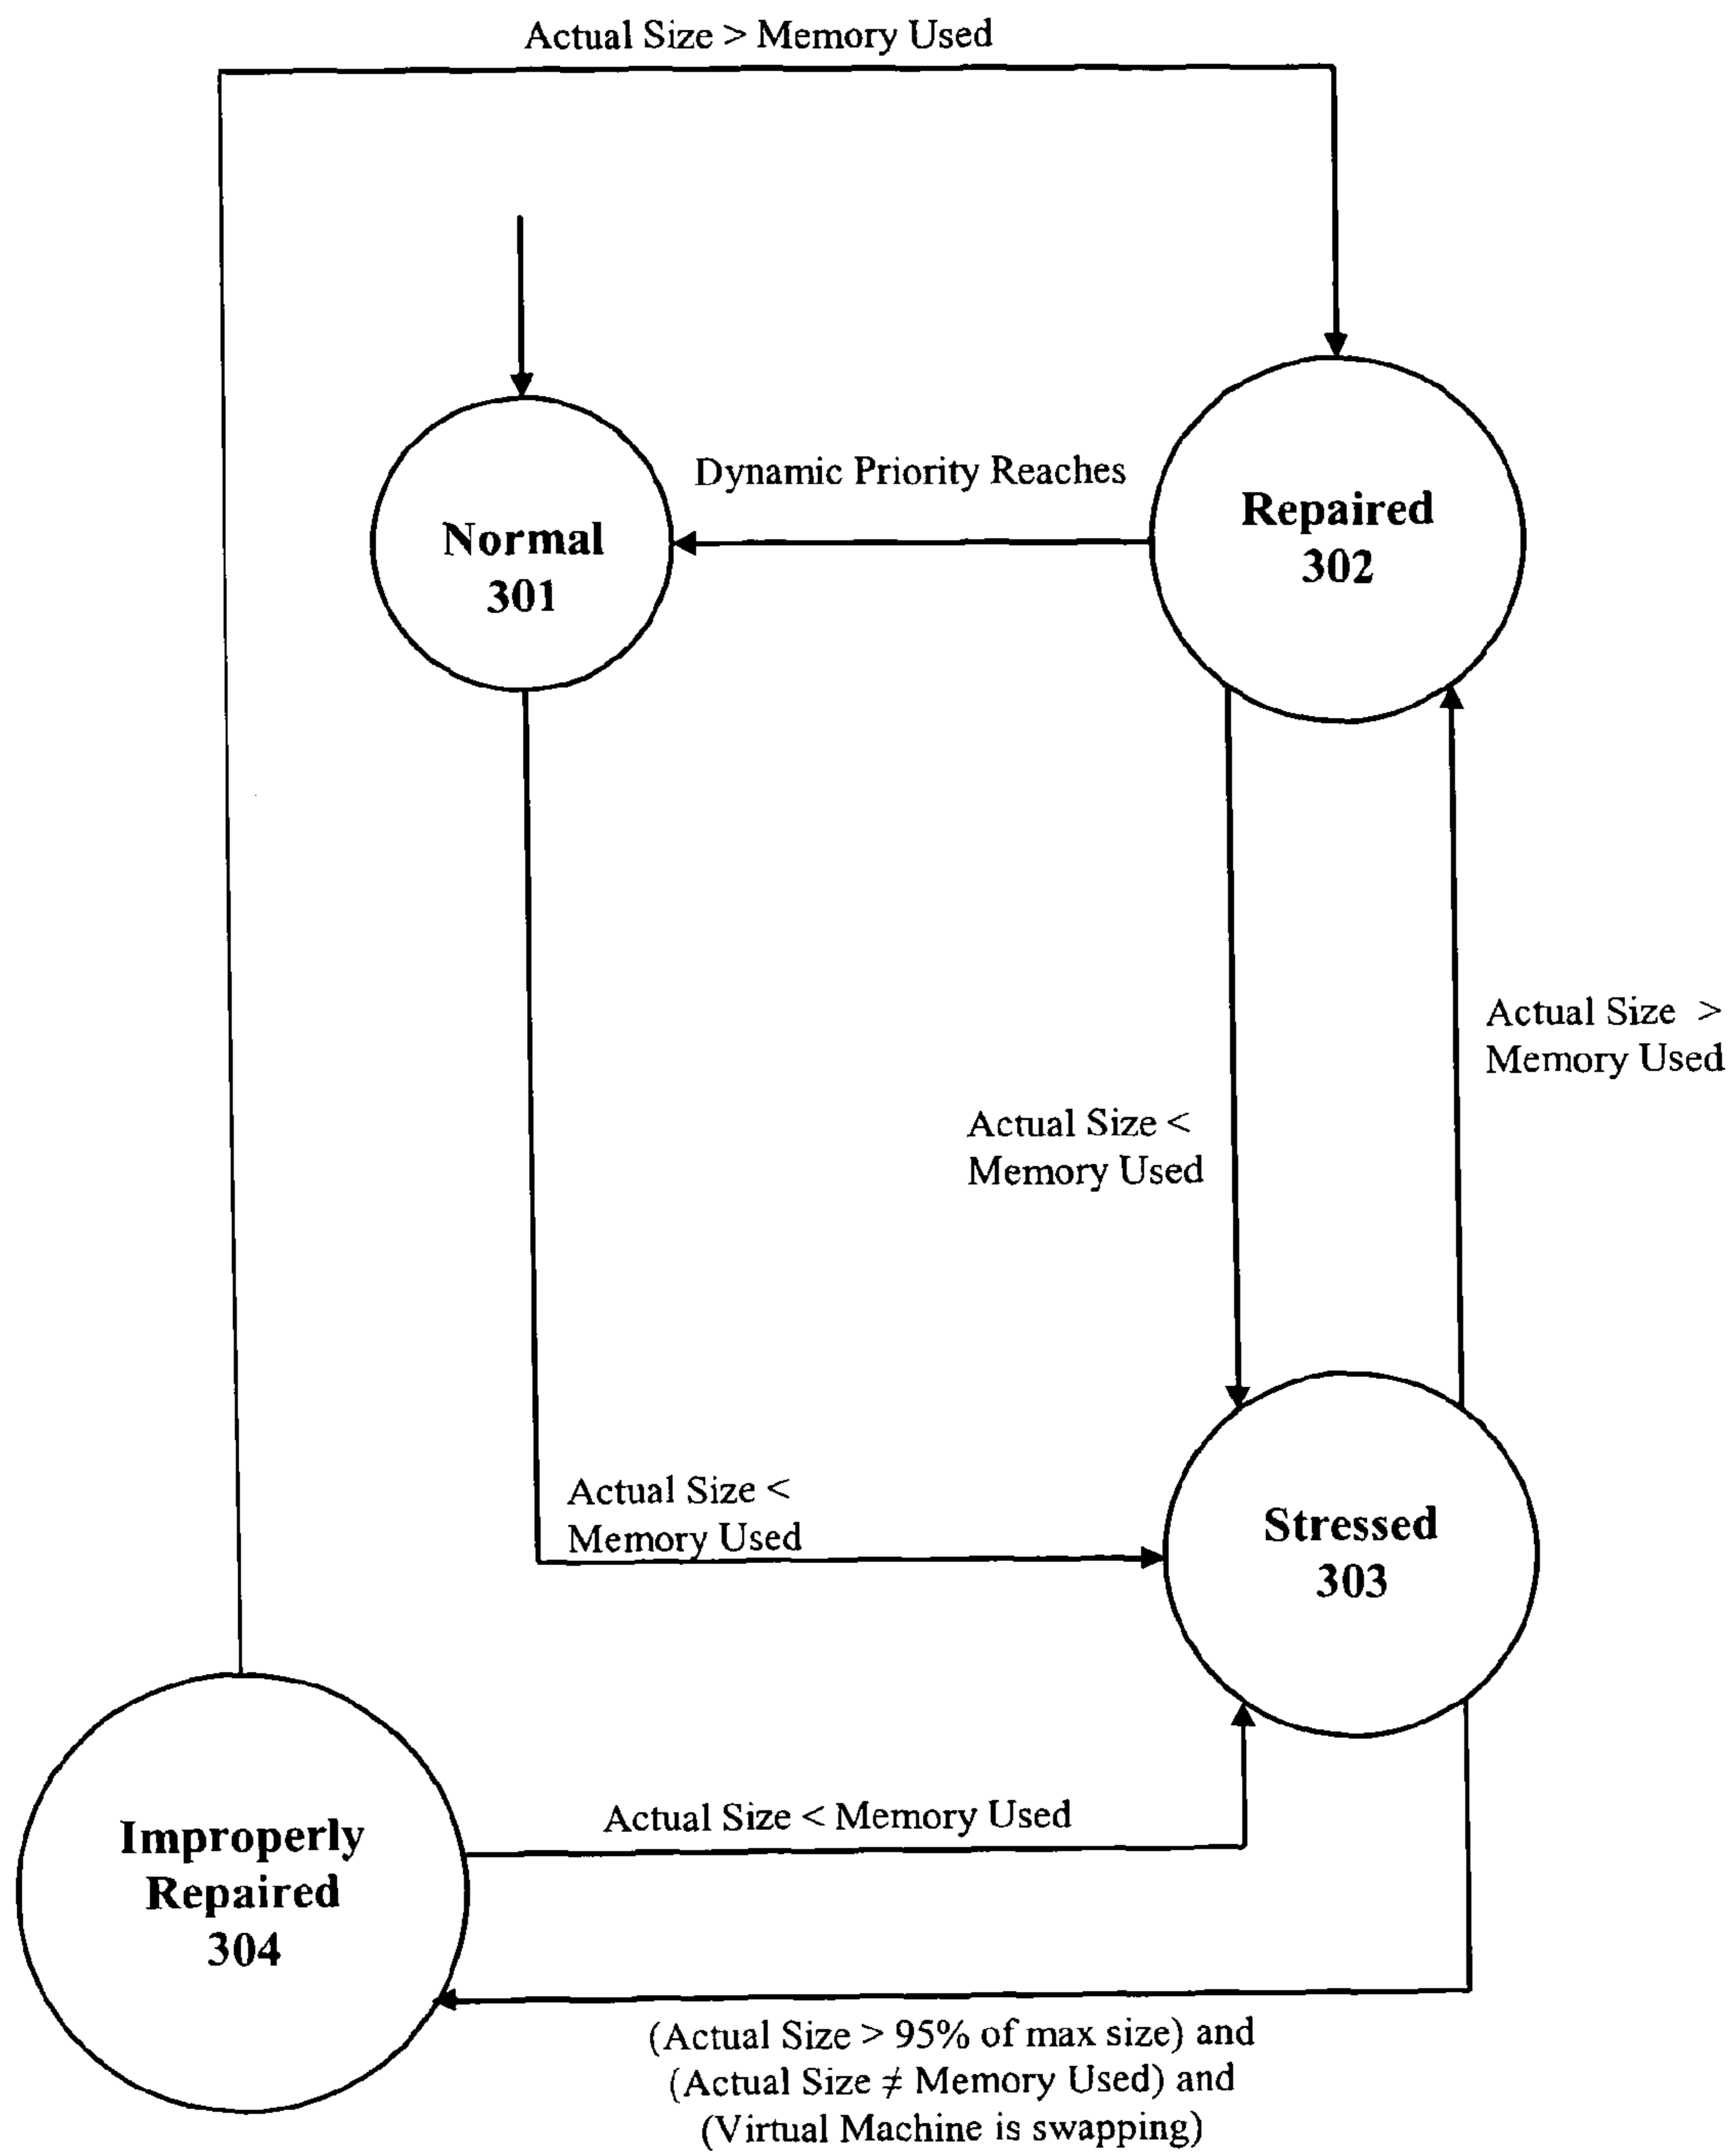 Actual Size > Memory Used
Dynamic Priority Reaches
Normal
301
Repaired
302
Actual Size >
Memory Used
Actual Size <
Memory Used
Actual Size <
Memory Used
Stressed
303
Improperly
Repaired
304
Actual Size < Memory Used
(Actual Size > 95% of max size) and
(Actual Size ≠ Memory Used) and
(Virtual Machine is swapping)